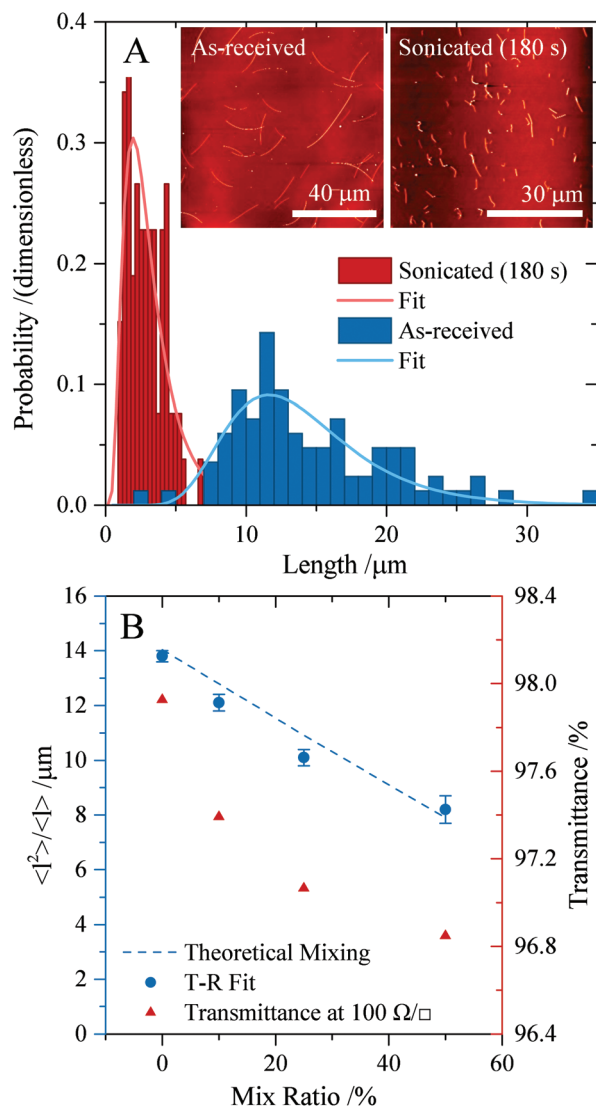 0.4
0.3
0.2
0.1
0.0
Probability /(dimensionless)
A
As-received
40 μm
Sonicated (180 s)
30 μm
Sonicated (180 s)
Fit
As-received
Fit
0 10 20 30
Length /μm
B
16
14
12
10
8
6
4
2
0
<l²>/<l> /μm
98.4
98.0
97.6
97.2
96.8
96.4
Transmittance /%
Theoretical Mixing
T-R Fit
Transmittance at 100 Ω/□
0 20 40 60
Mix Ratio /%